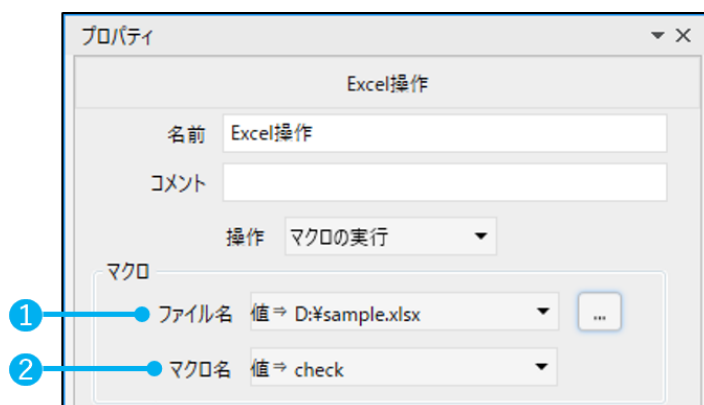 プロパティ
Excel操作
名前 Excel操作
コメント
操作 マクロの実行
マクロ
1 ファイル名 値⇒ D:¥sample.xlsx ...
2 マクロ名 値⇒ check